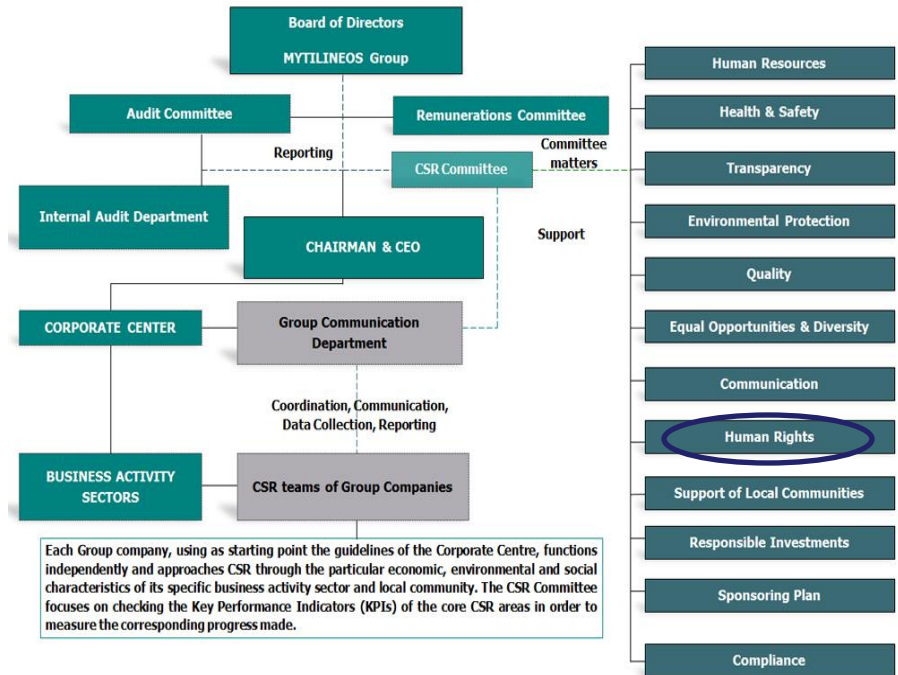 Board of Directors
MYTILINEOS Group
Audit Committee
Remunerations Committee
Reporting
Committee
matters
CSR Committee
Internal Audit Department
Support
CHAIRMAN & CEO
CORPORATE CENTER
Group Communication
Department
Coordination, Communication,
Data Collection, Reporting
BUSINESS ACTIVITY
SECTORS
CSR teams of Group Companies
Each Group company, using as starting point the guidelines of the Corporate Centre, functions
independently and approaches CSR through the particular economic, environmental and social
characteristics of its specific business activity sector and local community. The CSR Committee
focuses on checking the Key Performance Indicators (KPIs) of the core CSR areas in order to
measure the corresponding progress made.
Human Resources
Health & Safety
Transparency
Environmental Protection
Quality
Equal Opportunities & Diversity
Communication
Human Rights
Support of Local Communities
Responsible Investments
Sponsoring Plan
Compliance